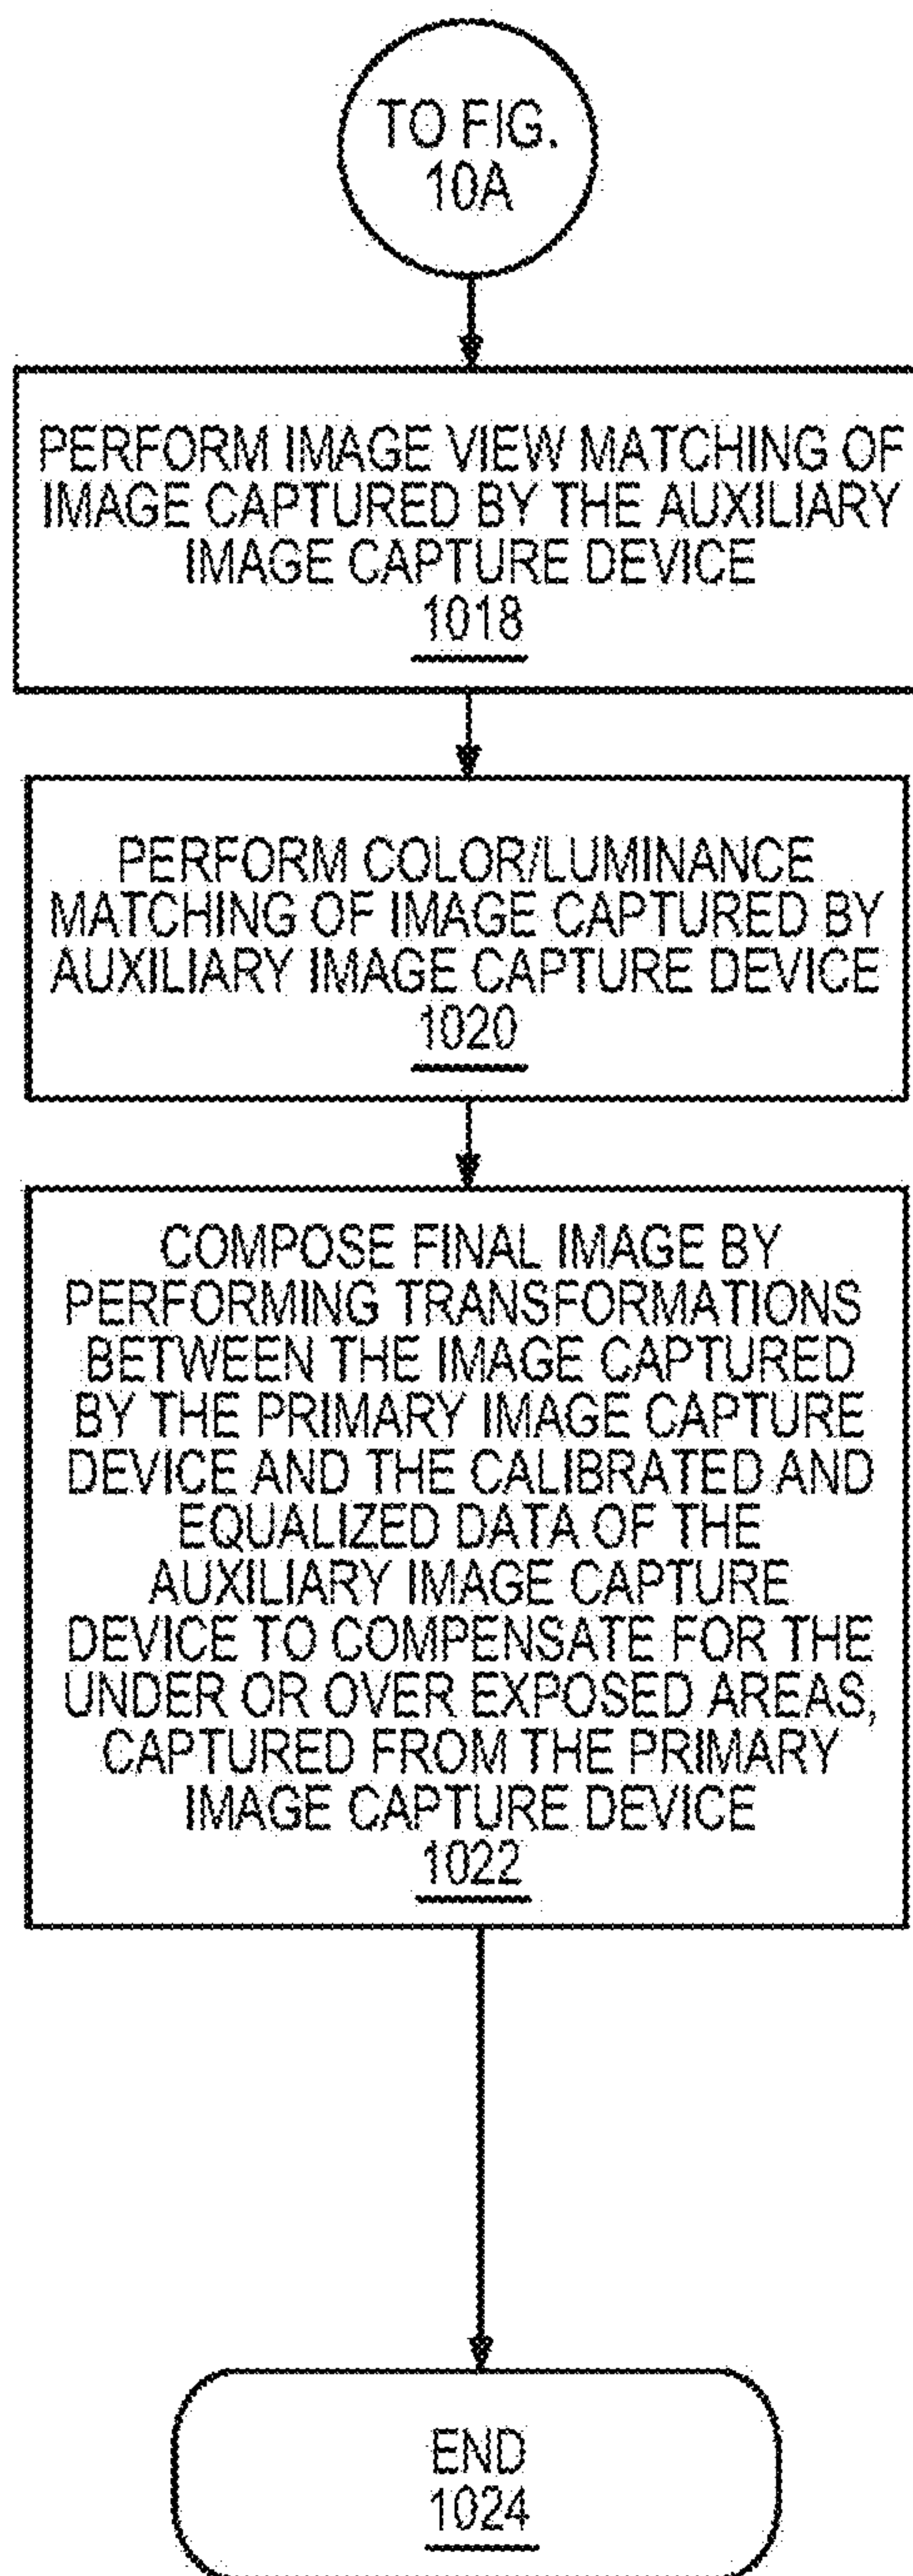 TO FIG.
10A
PERFORM IMAGE VIEW MATCHING OF
IMAGE CAPTURED BY THE AUXILIARY
IMAGE CAPTURE DEVICE
1018
PERFORM COLOR/LUMINANCE
MATCHING OF IMAGE CAPTURED BY
AUXILIARY IMAGE CAPTURE DEVICE
1020
COMPOSE FINAL IMAGE BY
PERFORMING TRANSFORMATIONS
BETWEEN THE IMAGE CAPTURED
BY THE PRIMARY IMAGE CAPTURE
DEVICE AND THE CALIBRATED AND
EQUALIZED DATA OF THE
AUXILIARY IMAGE CAPTURE
DEVICE TO COMPENSATE FOR THE
UNDER OR OVER EXPOSED AREAS,
CAPTURED FROM THE PRIMARY
IMAGE CAPTURE DEVICE
1022
END
1024